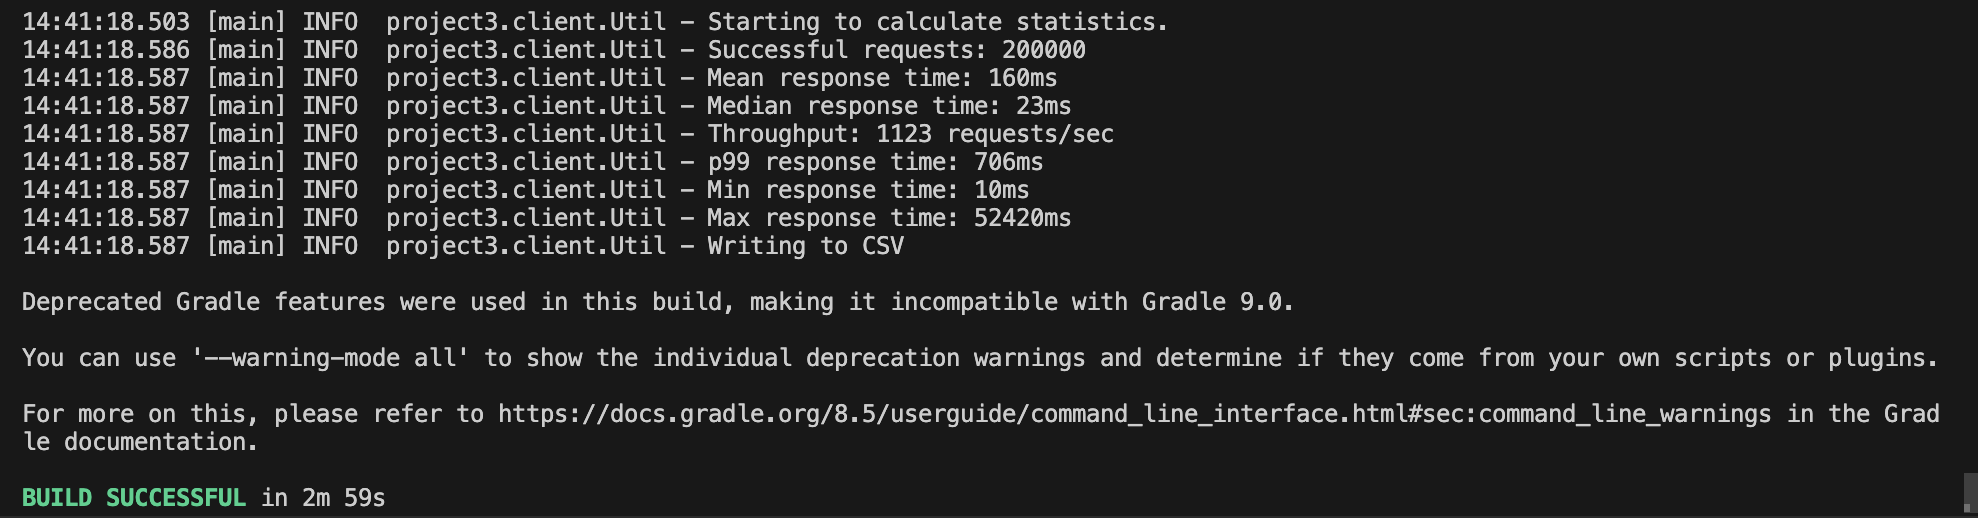 14:41:18.503 [main] INFO  project3.client.Util - Starting to calculate statistics.
14:41:18.586 [main] INFO  project3.client.Util - Successful requests: 200000
14:41:18.587 [main] INFO  project3.client.Util - Mean response time: 160ms
14:41:18.587 [main] INFO  project3.client.Util - Median response time: 23ms
14:41:18.587 [main] INFO  project3.client.Util - Throughput: 1123 requests/sec
14:41:18.587 [main] INFO  project3.client.Util - p99 response time: 706ms
14:41:18.587 [main] INFO  project3.client.Util - Min response time: 10ms
14:41:18.587 [main] INFO  project3.client.Util - Max response time: 52420ms
14:41:18.587 [main] INFO  project3.client.Util - Writing to CSV
Deprecated Gradle features were used in this build, making it incompatible with Gradle 9.0.
You can use '--warning-mode all' to show the individual deprecation warnings and determine if they come from your own scripts or plugins.
For more on this, please refer to https://docs.gradle.org/8.5/userguide/command_line_interface.html#sec:command_line_warnings in the Grad
le documentation.
BUILD SUCCESSFUL in 2m 59s